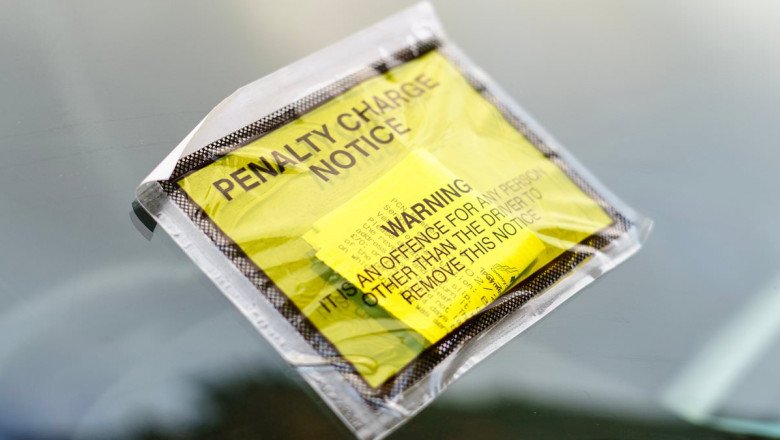 PENALTY CHARGE
NOTICE
WARNING
IT IS AN OFFENCE FOR ANY PERSON
OTHER THAN THE DRIVER TO
REMOVE THIS NOTICE